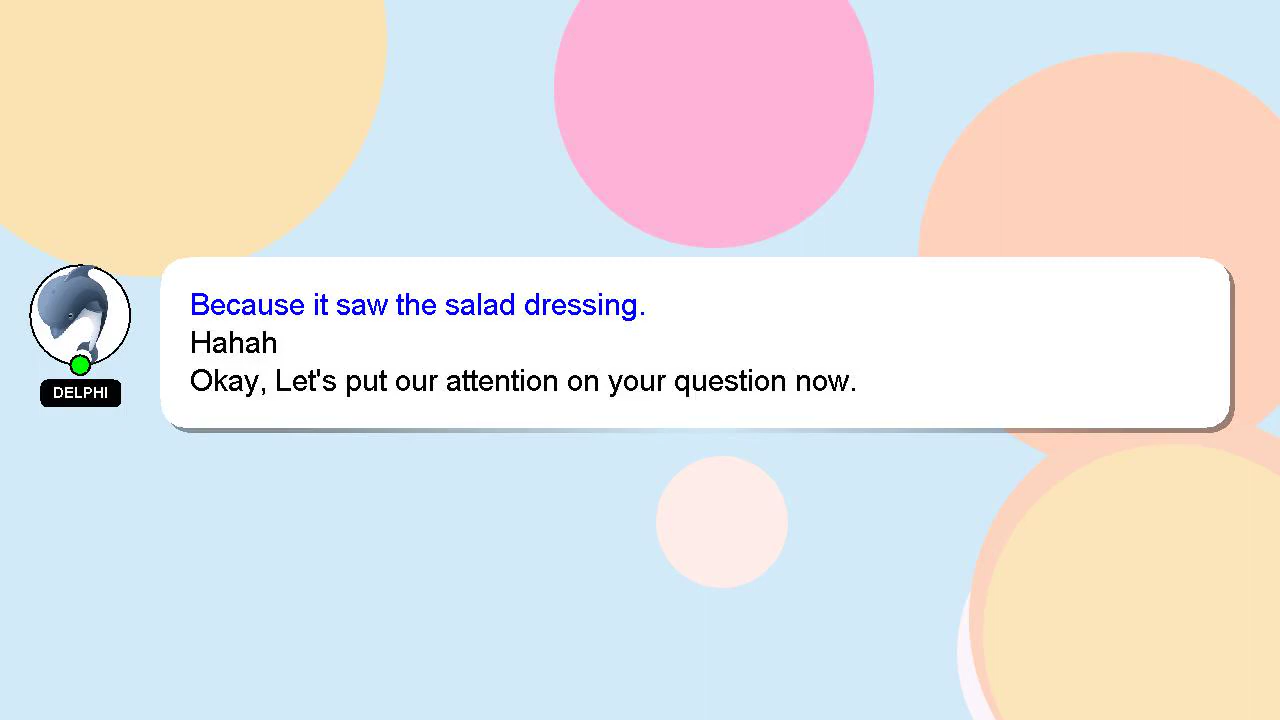 Because it saw the salad dressing.
Hahah
Okay, Let's put our attention on your question now.
DELPHI